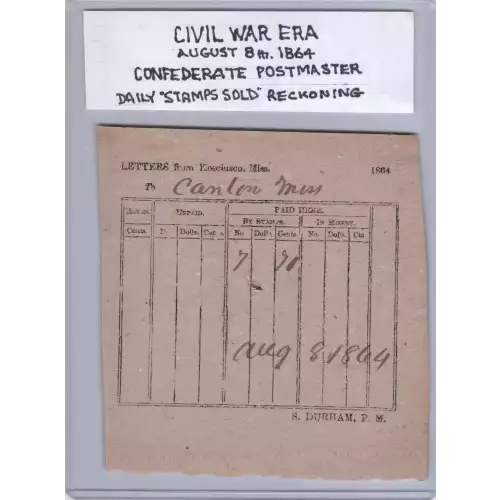 CIVIL WAR ERA
AUGUST 8TH. 1864
CONFEDERATE POSTMASTER
DAILY "STAMPS SOLD" RECKONING
LETTERS from Kosciusco, Miss. 1864
To Canton Miss
UNPAID. PAID HERE.
BY STAMPS. IN MONEY.
Cents. Dolls. No. Dolls. Cents. No. Dolls. Cts
7 70
Aug 8 1864
S. DURHAM, P. M.